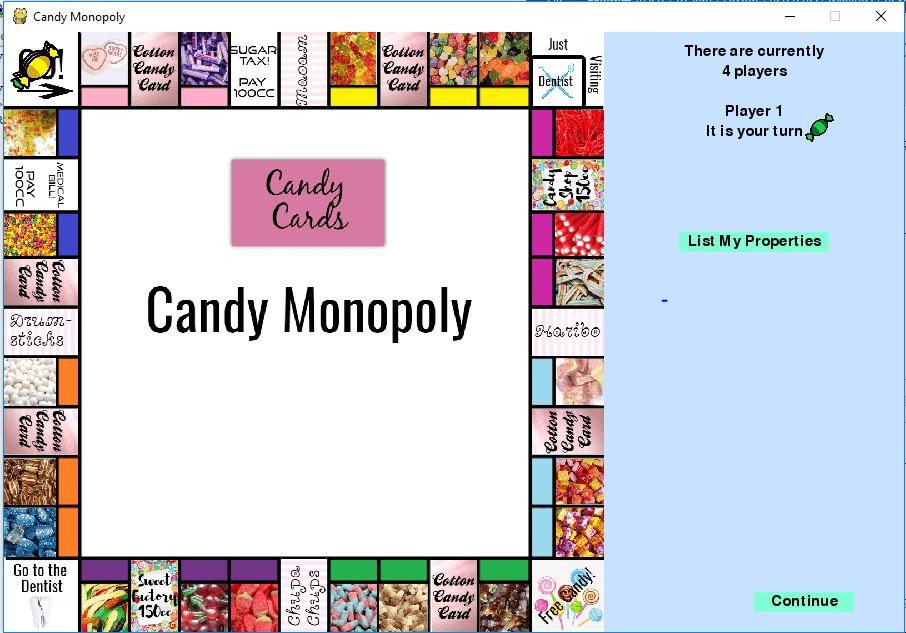 Candy Monopoly
GO!
Cotton
Candy
Card
SUGAR
TAX!
PAY
100CC
Maoam
Cotton
Candy
Card
Just
Visiting
Dentist
There are currently
4 players
Player 1
It is your turn
MEDICAL
BILL!
PAY
100CC
Candy
Shop
150cc
Candy
Cards
List My Properties
-
Cotton
Candy
Card
Candy Monopoly
Drum-
sticks
Haribo
Cotton
Candy
Card
Cotton
Candy
Card
Go to the
Dentist
Sweet
Factory
150cc
Chupa
Chups
Cotton
Candy
Card
Free Candy!
Continue